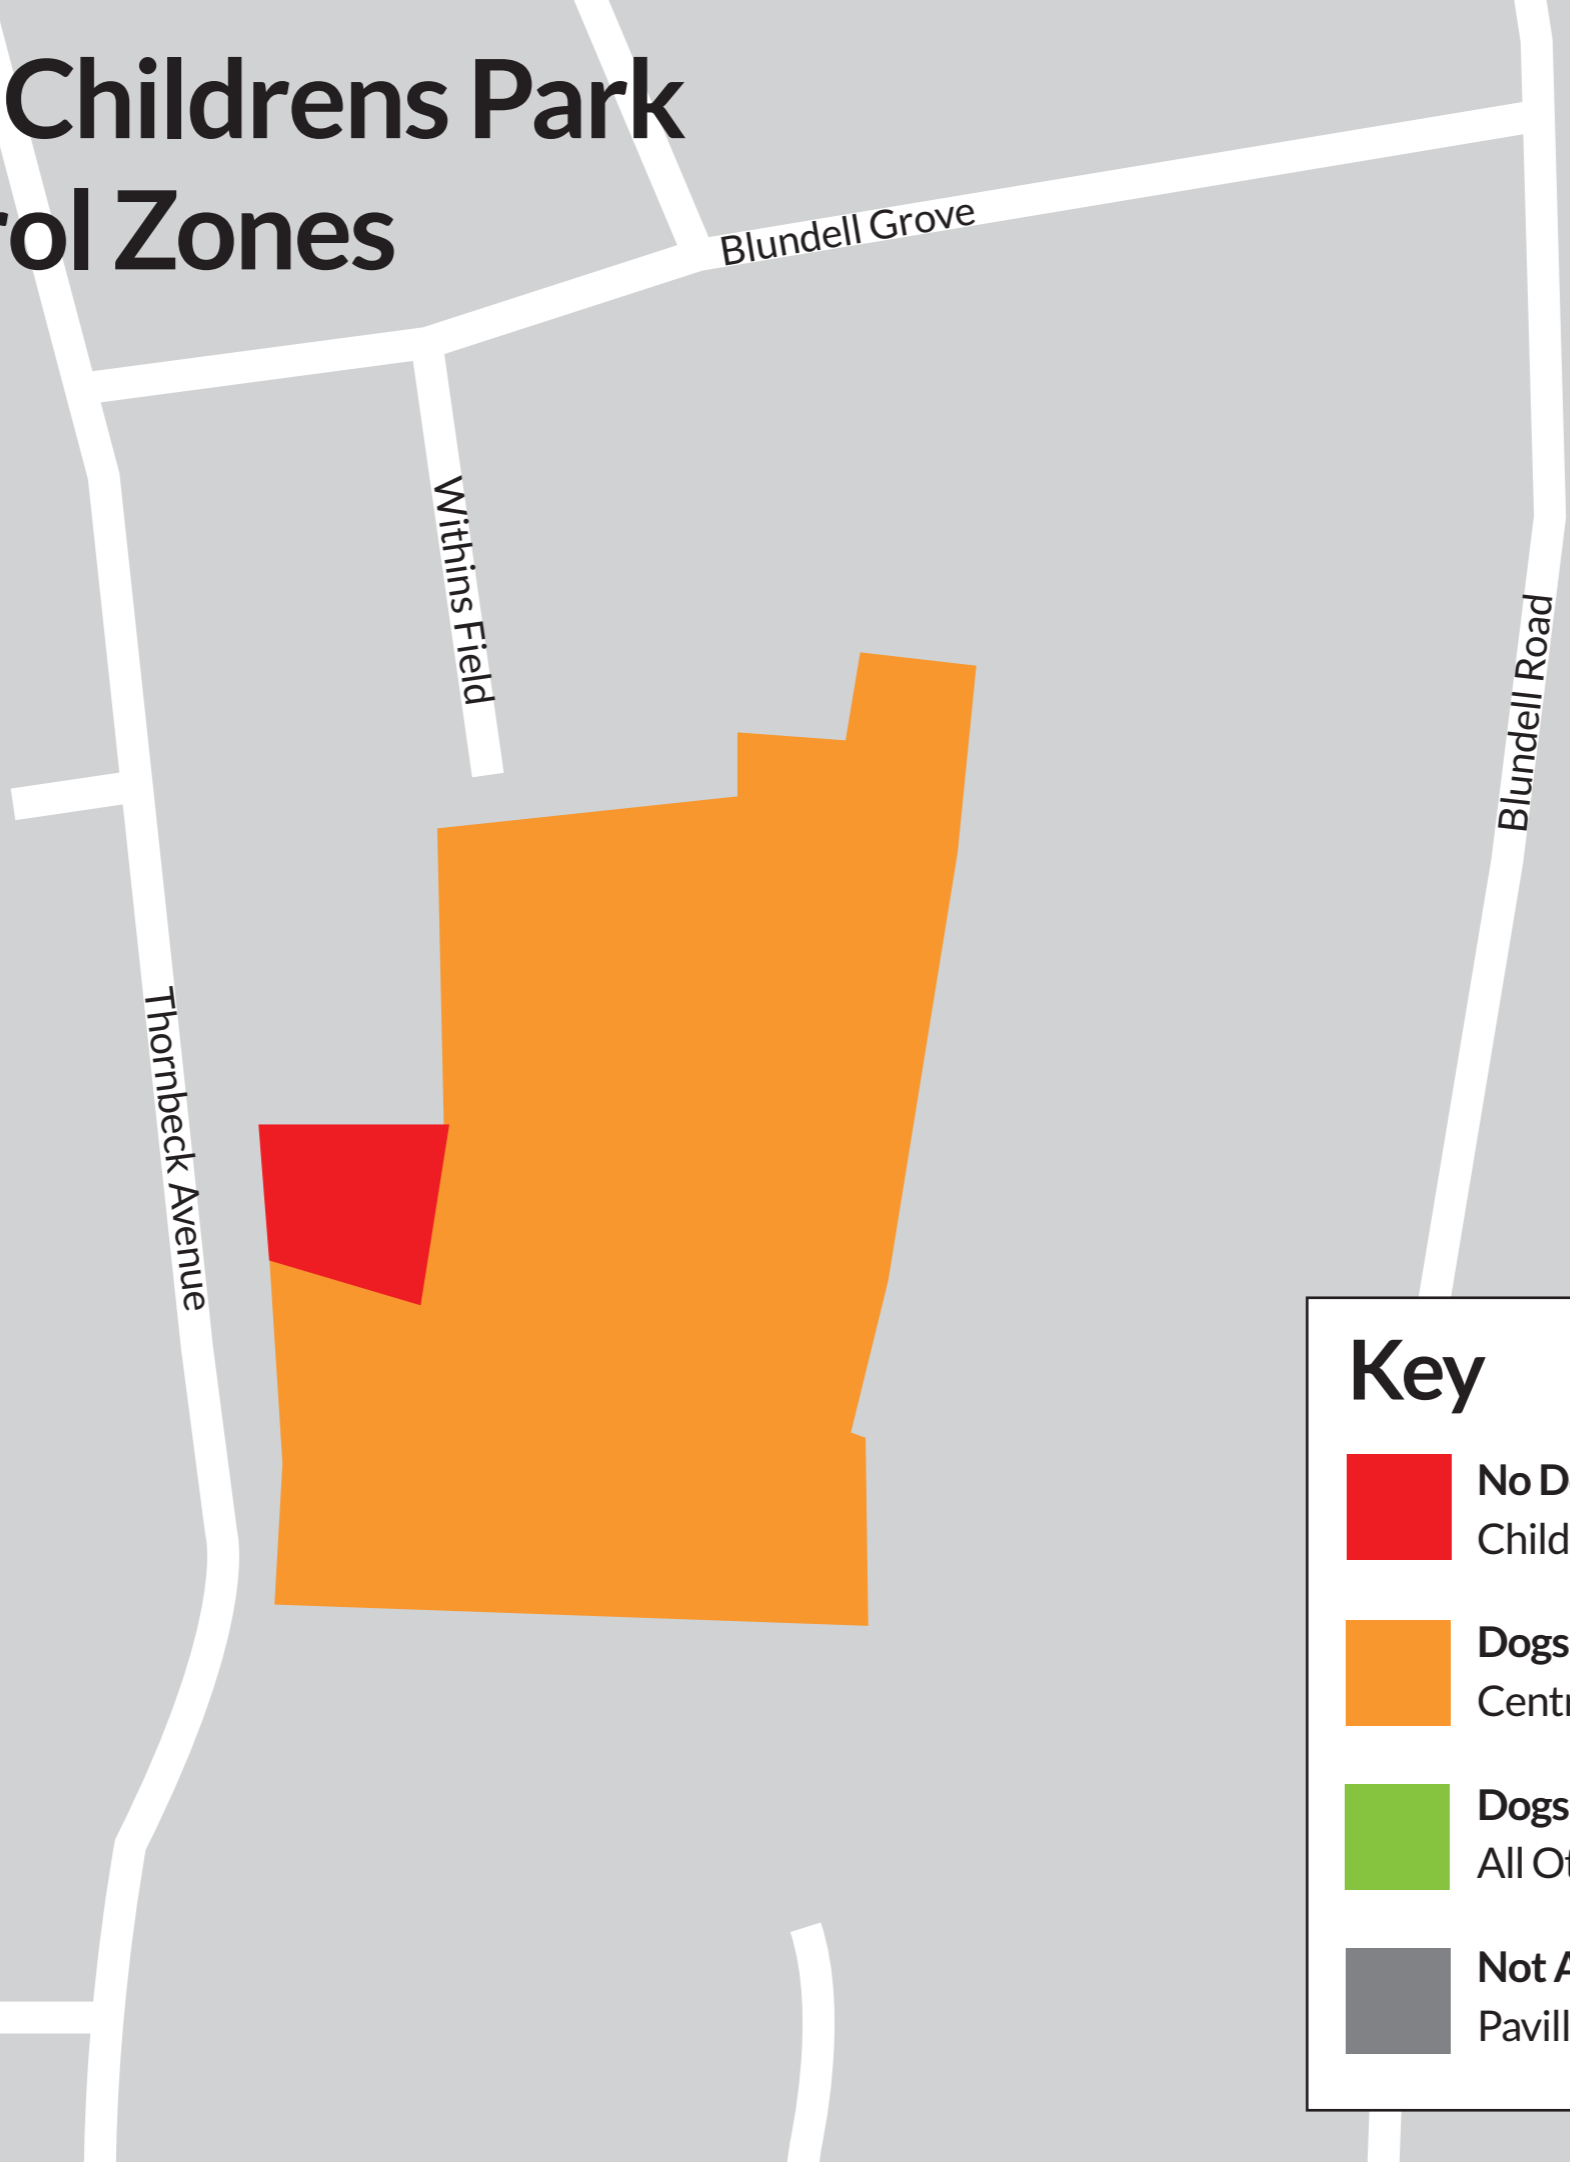 Childrens Park
rol Zones
Blundell Grove
Withins Field
Blundell Road
Thornbeck Avenue
Key
No D
Child
Dogs
Centr
Dogs
All Ot
Not A
Pavill